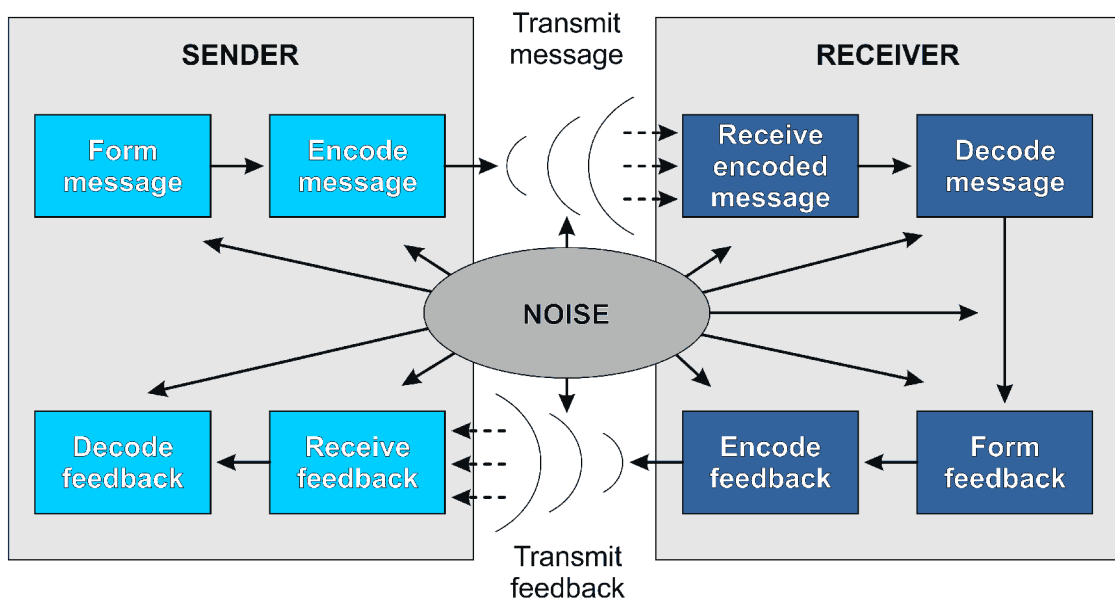 Transmit
message
SENDER
RECEIVER
Form
message
Encode
message
Receive
encoded
message
Decode
message
NOISE
Decode
feedback
Receive
feedback
Encode
feedback
Form
feedback
Transmit
feedback